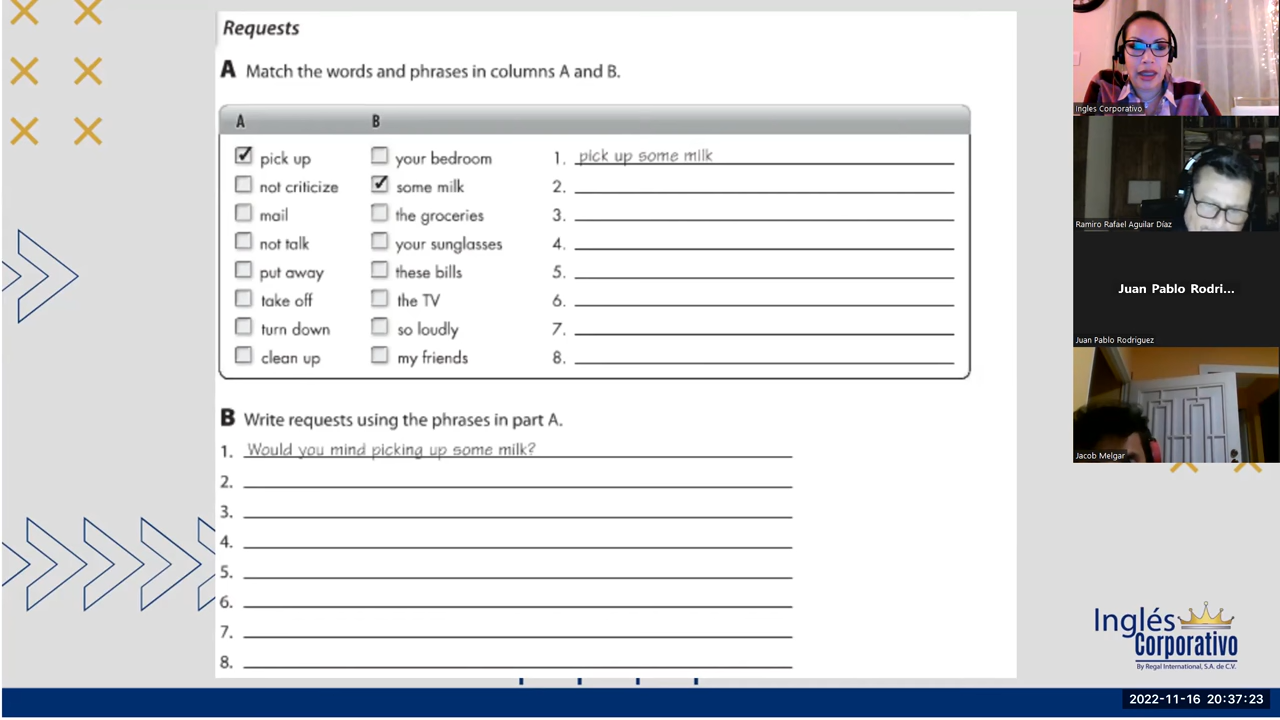 Requests
A Match the words and phrases in columns A and B.
A B
pick up your bedroom 1. pick up some milk
not criticize some milk 2.
mail the groceries 3.
not talk your sunglasses 4.
put away these bills 5.
take off the TV 6.
turn down so loudly 7.
clean up my friends 8.
B Write requests using the phrases in part A.
1. Would you mind picking up some milk?
2.
3.
4.
5.
6.
7.
8.
Ingles Corporativo
Ramiro Rafael Aguilar Díaz
Juan Pablo Rodri...
Juan Pablo Rodriguez
Jacob Melgar
Inglés
Corporativo
By Regal International, S.A. de C.V.
2022-11-16 20:37:23